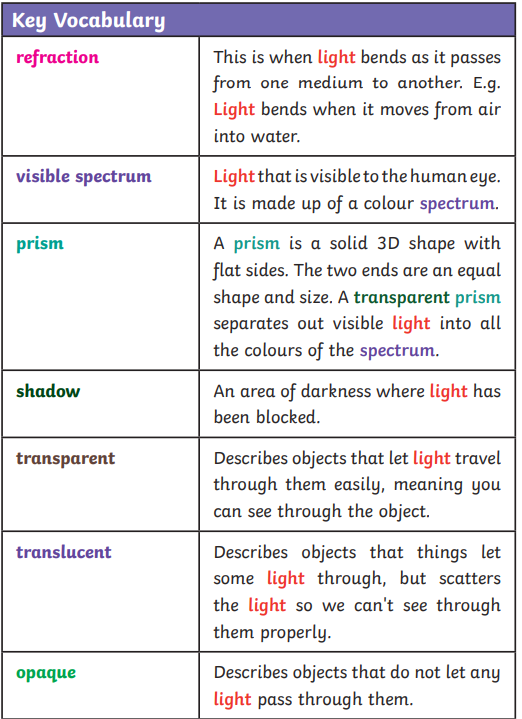 Key Vocabulary
refraction
This is when light bends as it passes
from one medium to another. E.g.
Light bends when it moves from air
into water.
visible spectrum
Light that is visible to the human eye.
It is made up of a colour spectrum.
prism
A prism is a solid 3D shape with
flat sides. The two ends are an equal
shape and size. A transparent prism
separates out visible light into all
the colours of the spectrum.
shadow
An area of darkness where light has
been blocked.
transparent
Describes objects that let light travel
through them easily, meaning you
can see through the object.
translucent
Describes objects that things let
some light through, but scatters
the light so we can't see through
them properly.
opaque
Describes objects that do not let any
light pass through them.